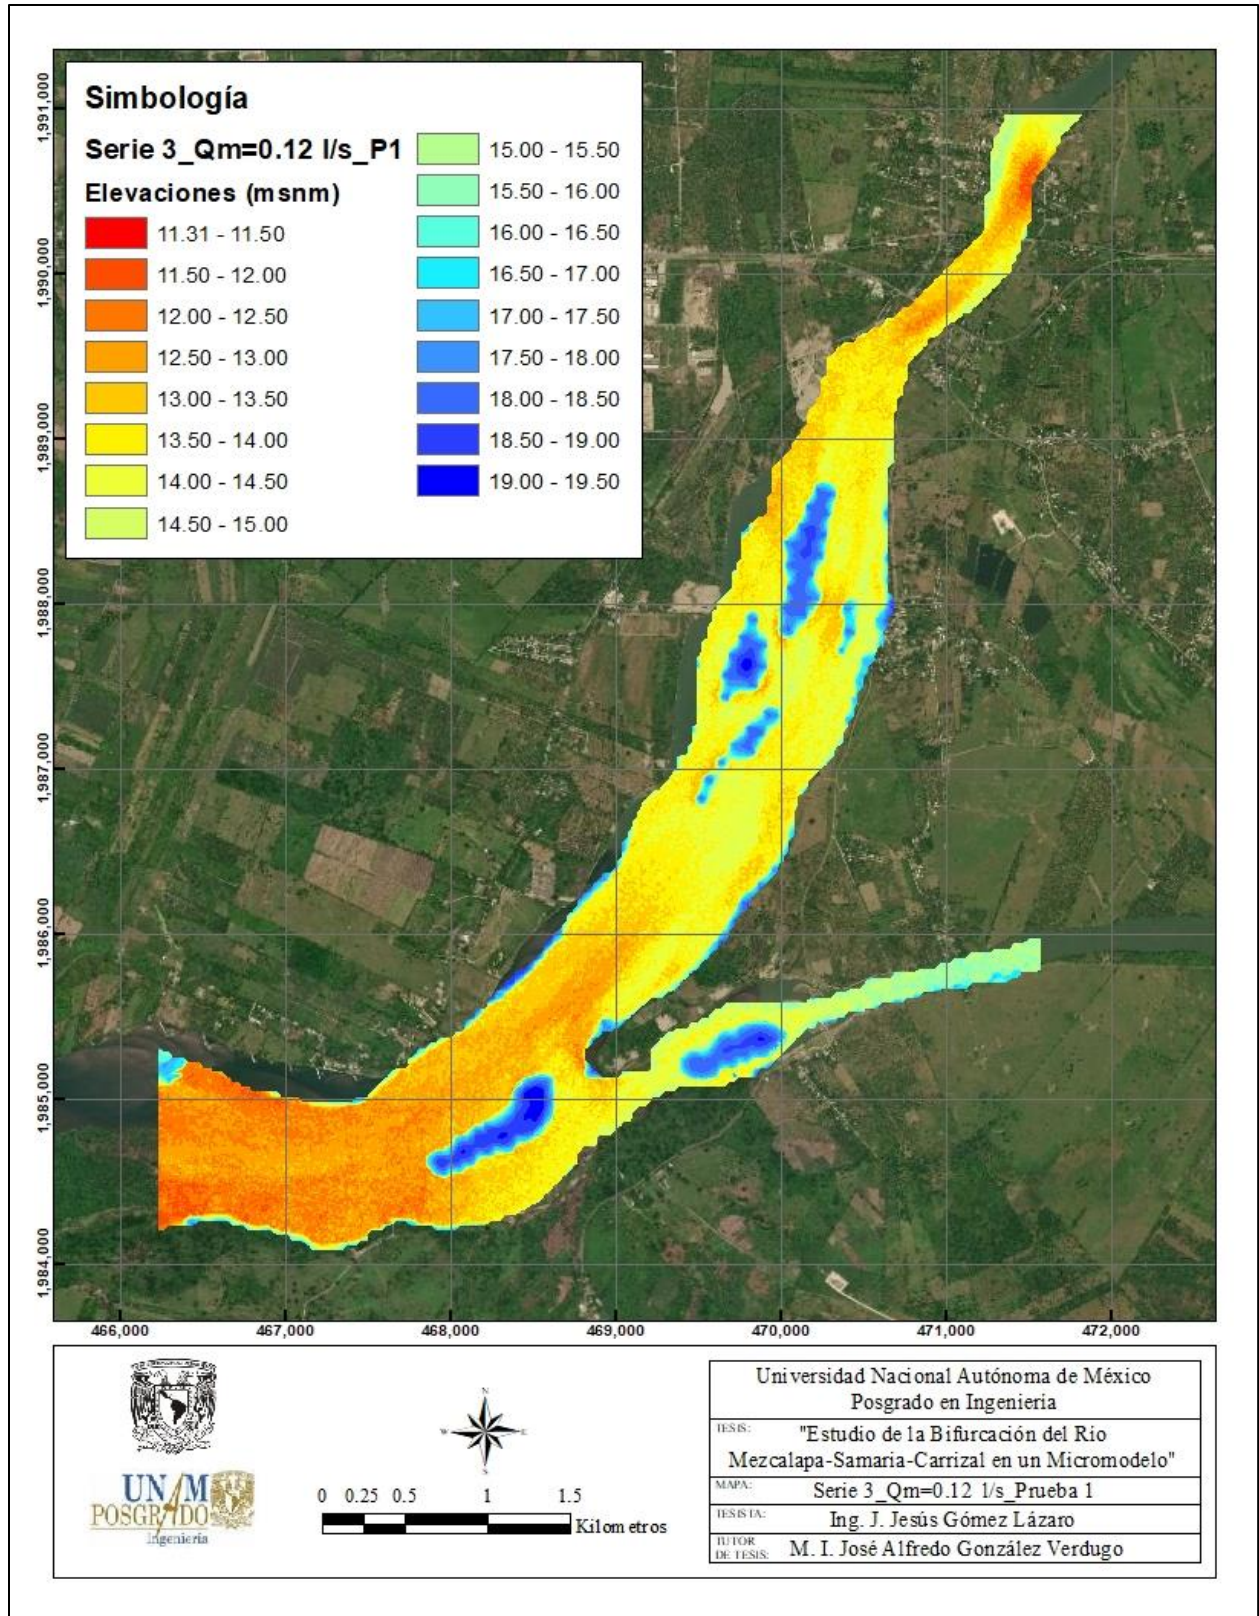 Simbología
Serie 3_Qm=0.12 l/s_P1
Elevaciones (msnm)
11.31 - 11.50
11.50 - 12.00
12.00 - 12.50
12.50 - 13.00
13.00 - 13.50
13.50 - 14.00
14.00 - 14.50
14.50 - 15.00
15.00 - 15.50
15.50 - 16.00
16.00 - 16.50
16.50 - 17.00
17.00 - 17.50
17.50 - 18.00
18.00 - 18.50
18.50 - 19.00
19.00 - 19.50
1,991,000
1,990,000
1,989,000
1,988,000
1,987,000
1,986,000
1,985,000
1,984,000
466,000
467,000
468,000
469,000
470,000
471,000
472,000
UNAM
POSGRADO
Ingeniería
N
W
E
S
0 0.25 0.5 1 1.5
Kilometros
Universidad Nacional Autónoma de México
Posgrado en Ingenieria
TESIS: "Estudio de la Bifurcación del Rio
Mezcalapa-Samaria-Carrizal en un Micromodelo"
MAPA: Serie 3_Qm=0.12 l/s_Prueba 1
TESISTA: Ing. J. Jesús Gómez Lázaro
TUTOR
DE TESIS: M. I. José Alfredo González Verdugo